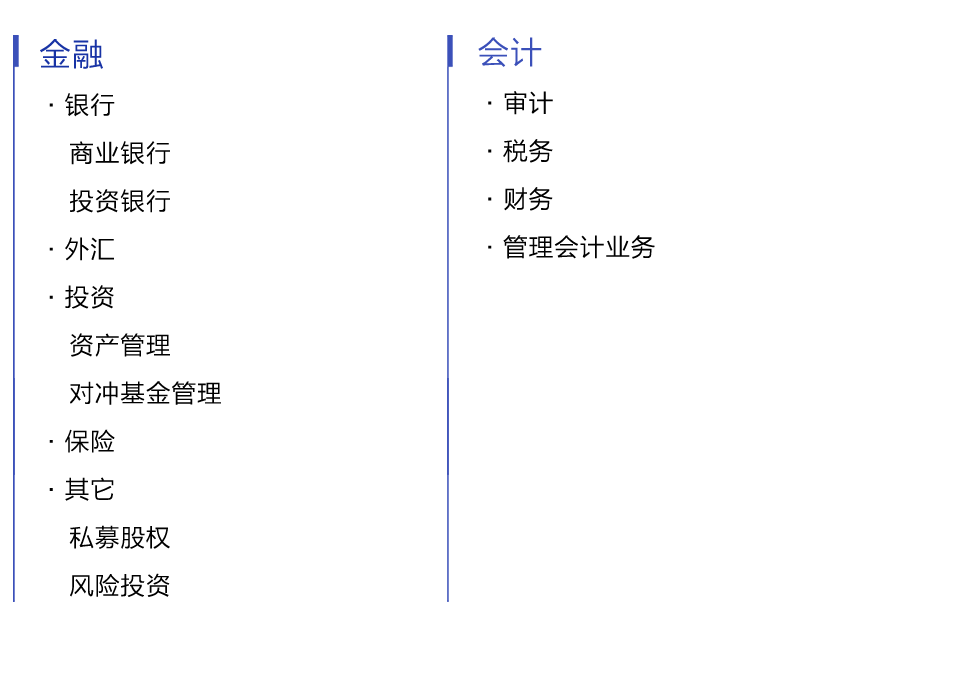 金融
· 银行
商业银行
投资银行
· 外汇
· 投资
资产管理
对冲基金管理
· 保险
· 其它
私募股权
风险投资
会计
· 审计
· 税务
· 财务
· 管理会计业务